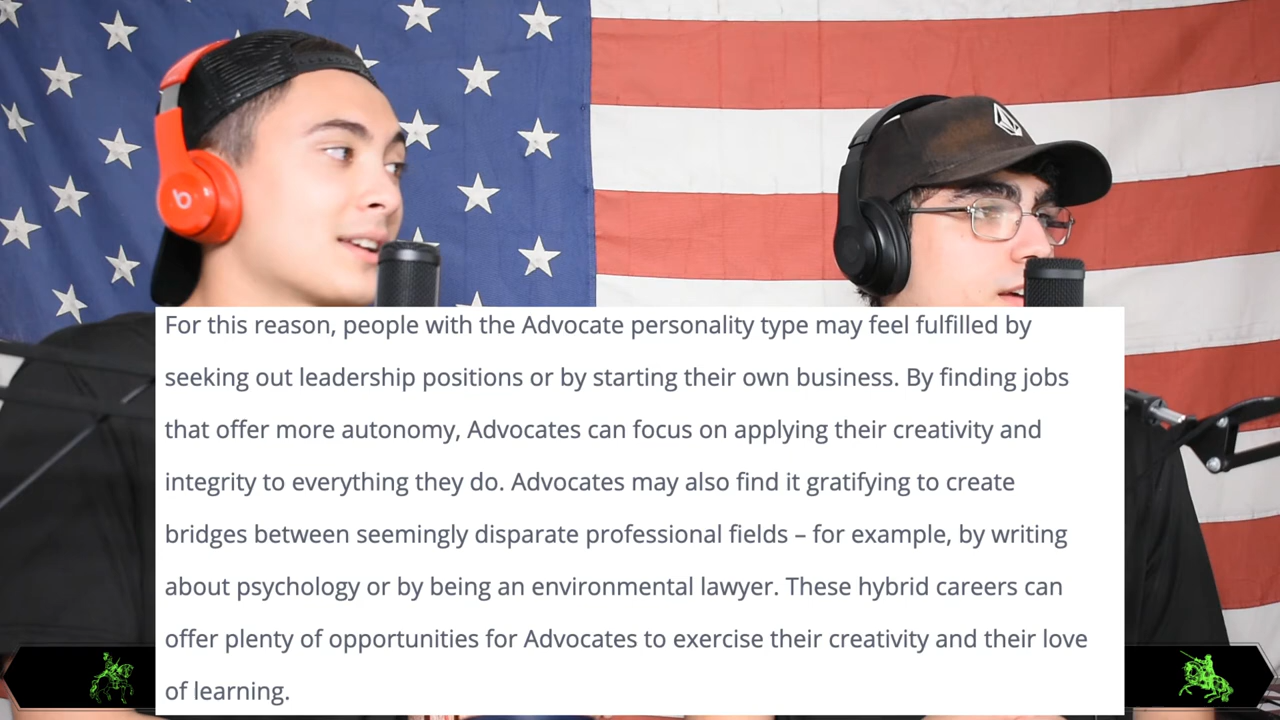 For this reason, people with the Advocate personality type may feel fulfilled by
seeking out leadership positions or by starting their own business. By finding jobs
that offer more autonomy, Advocates can focus on applying their creativity and
integrity to everything they do. Advocates may also find it gratifying to create
bridges between seemingly disparate professional fields – for example, by writing
about psychology or by being an environmental lawyer. These hybrid careers can
offer plenty of opportunities for Advocates to exercise their creativity and their love
of learning.